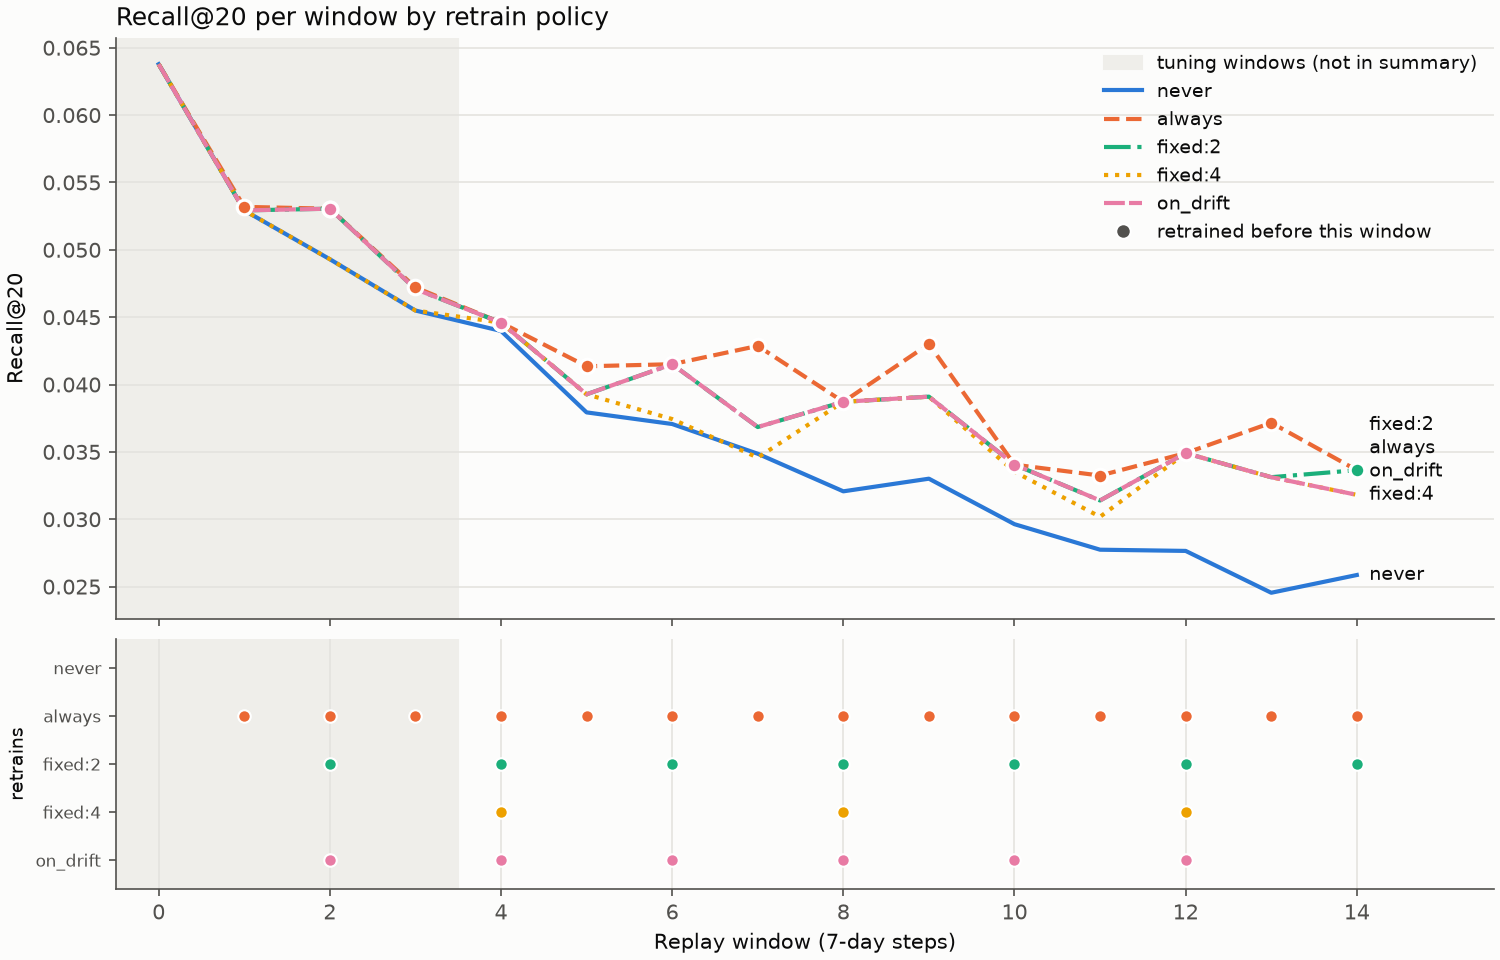 Recall@20 per window by retrain policy
0.065
0.060
0.055
0.050
0.045
0.040
0.035
0.030
0.025
Recall@20
tuning windows (not in summary)
never
always
fixed:2
fixed:4
on_drift
retrained before this window
fixed:2
always
on_drift
fixed:4
never
retrains
never
always
fixed:2
fixed:4
on_drift
0 2 4 6 8 10 12 14
Replay window (7-day steps)